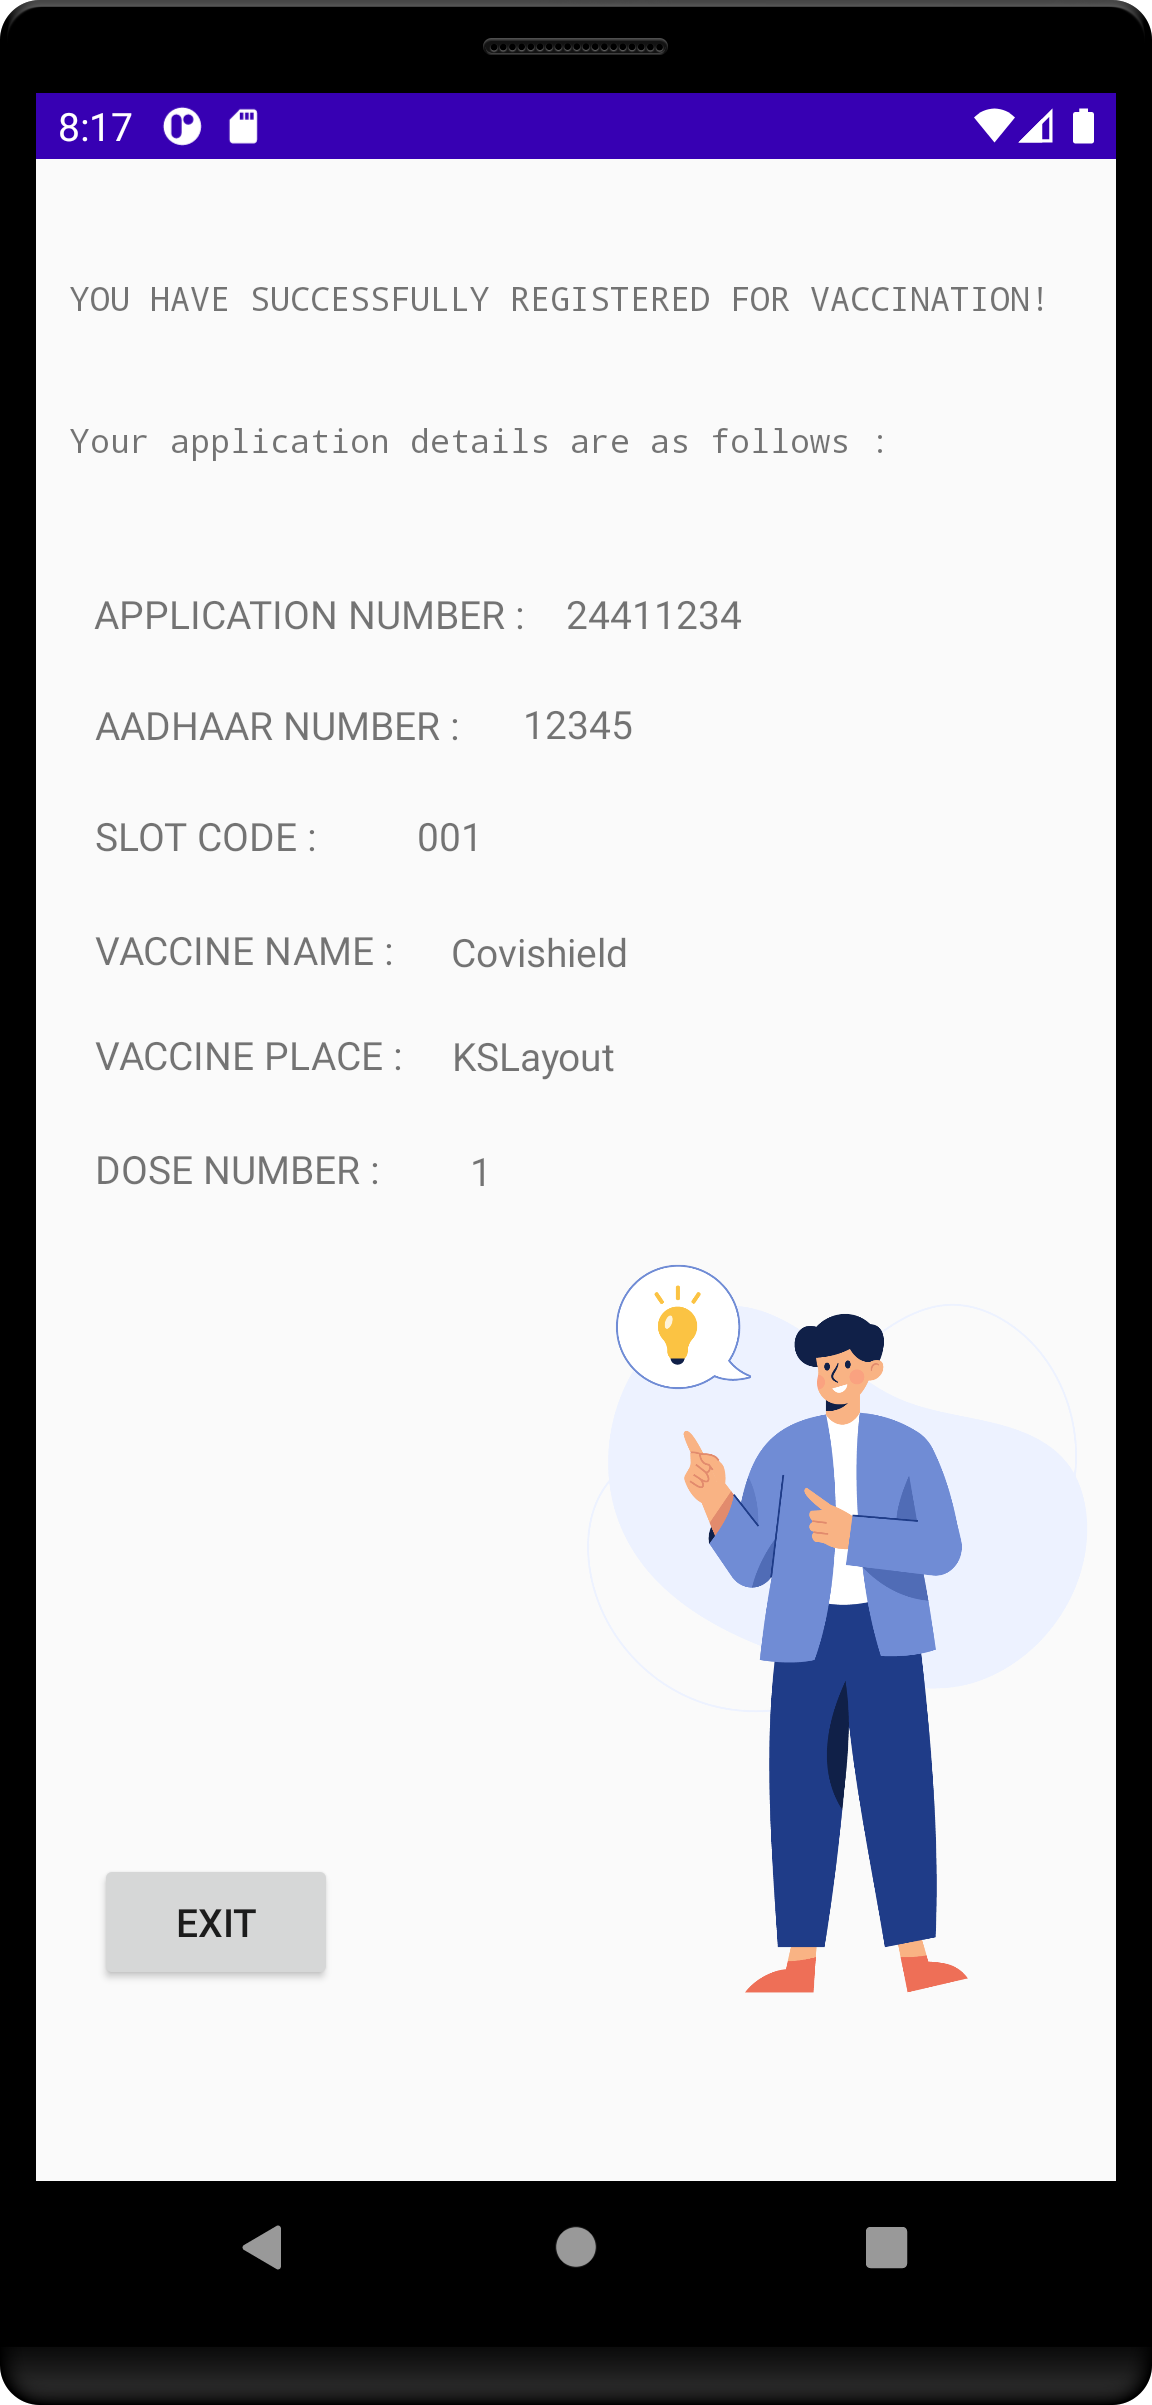 8:17
YOU HAVE SUCCESSFULLY REGISTERED FOR VACCINATION!
Your application details are as follows :
APPLICATION NUMBER : 24411234
AADHAAR NUMBER : 12345
SLOT CODE : 001
VACCINE NAME : Covishield
VACCINE PLACE : KSLayout
DOSE NUMBER : 1
EXIT